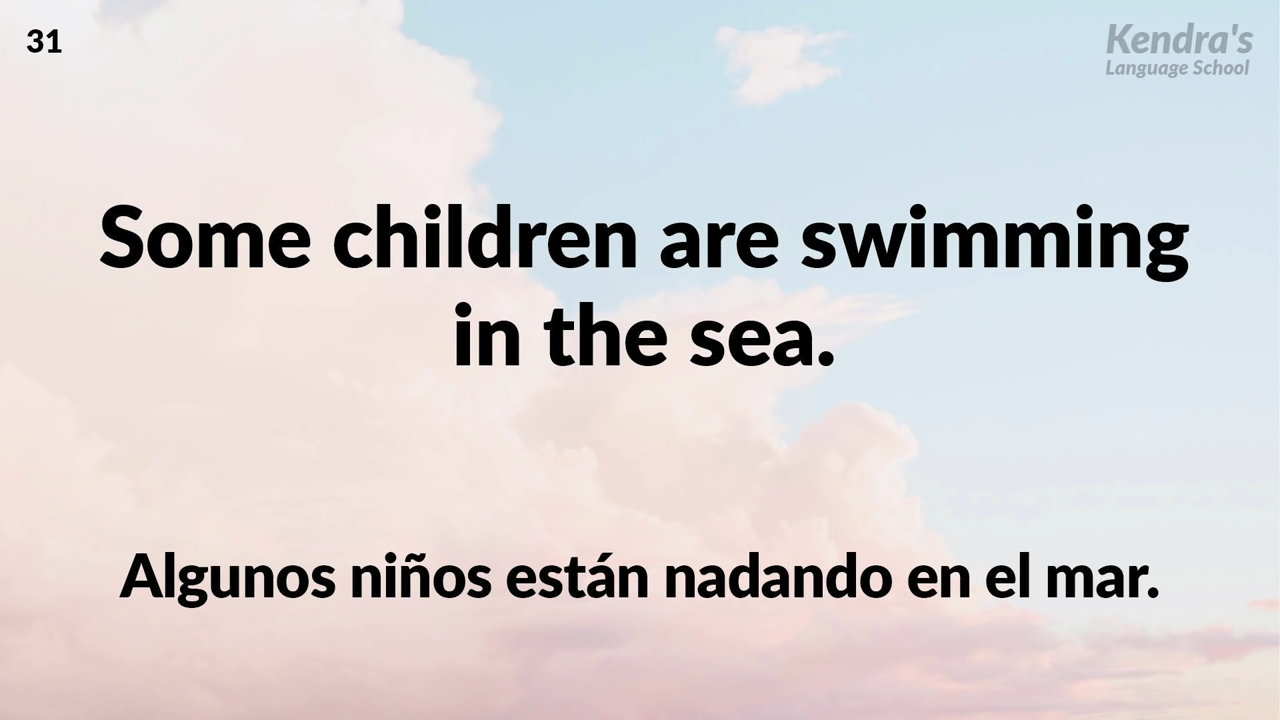 31
Kendra's
Language School
Some children are swimming
in the sea.
Algunos niños están nadando en el mar.